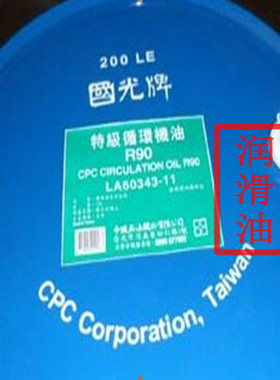 200 LE
國光牌
特級循環機油
R90
CPC CIRCULATION OIL R90
LA60343-11
CPC Corporation, Taiwan
润滑油